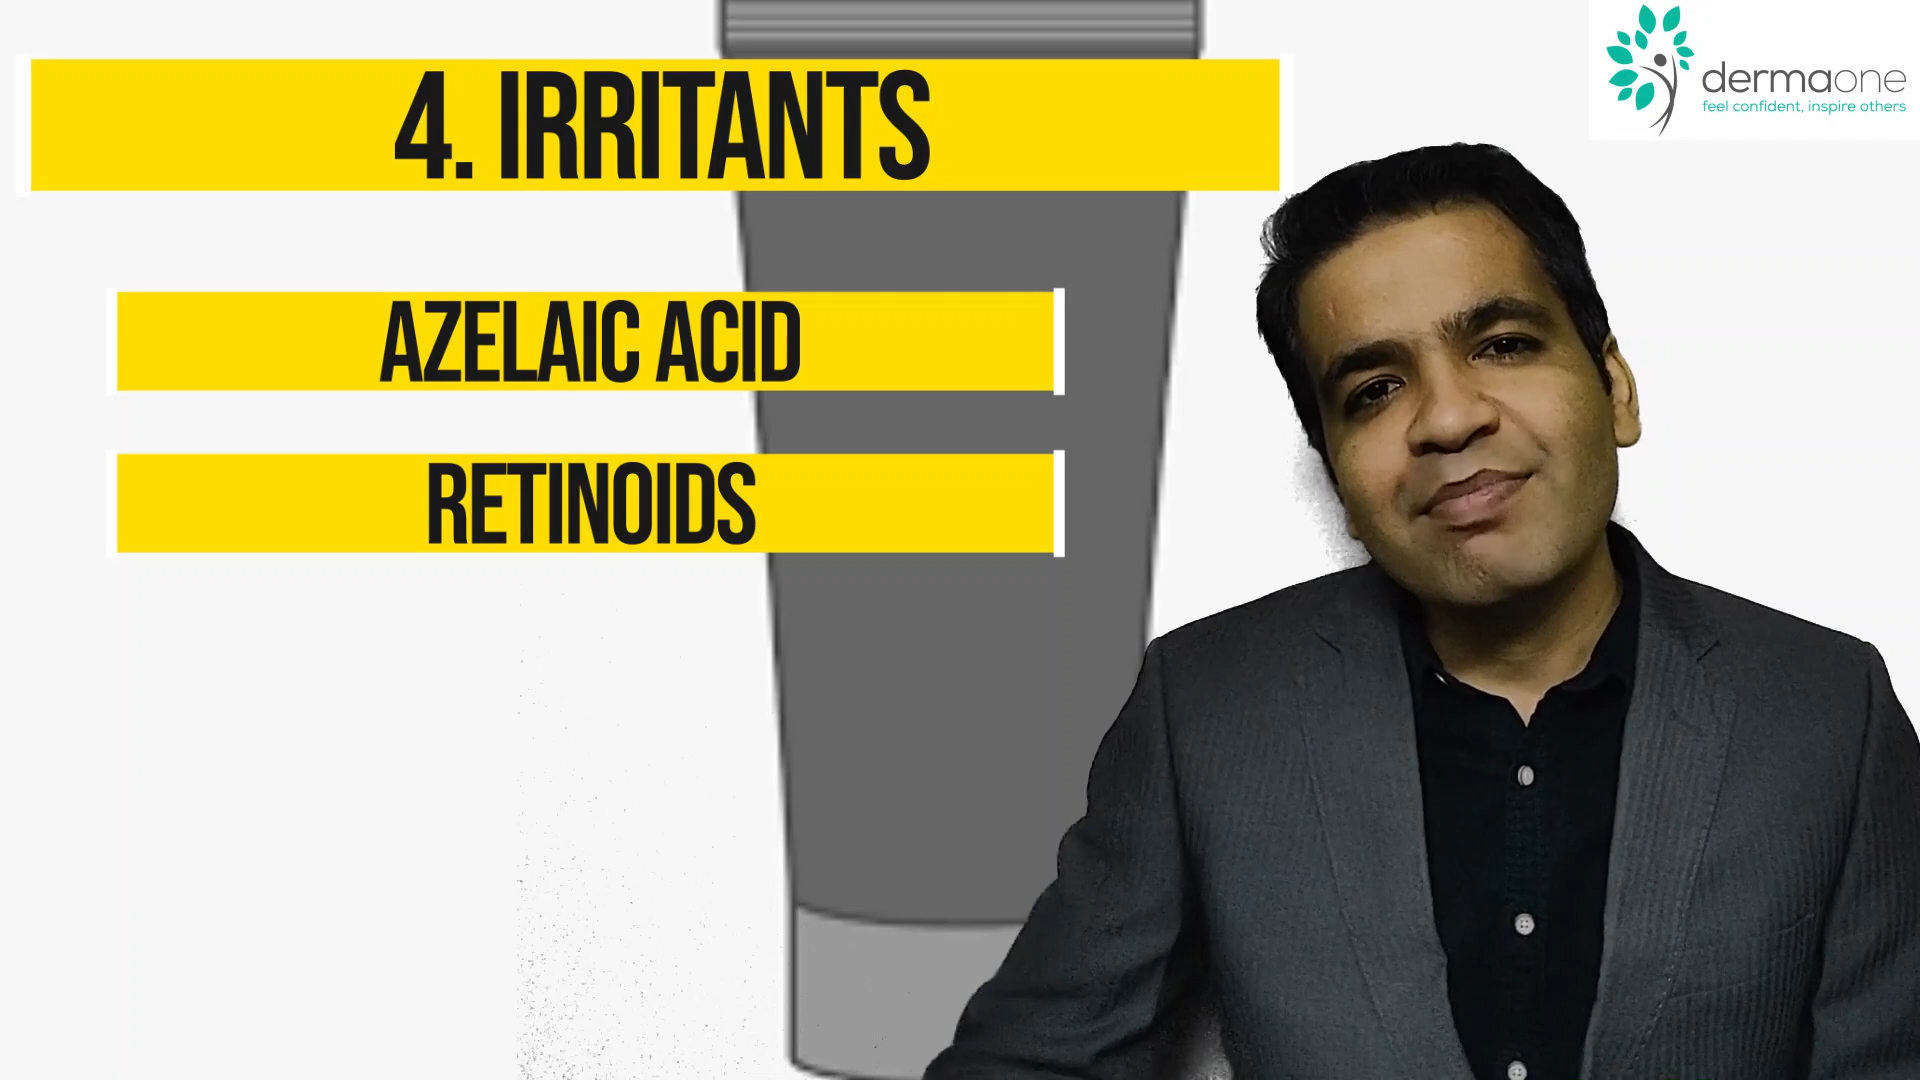 4. IRRITANTS
dermaone
feel confident, inspire others
AZELAIC ACID
RETINOIDS